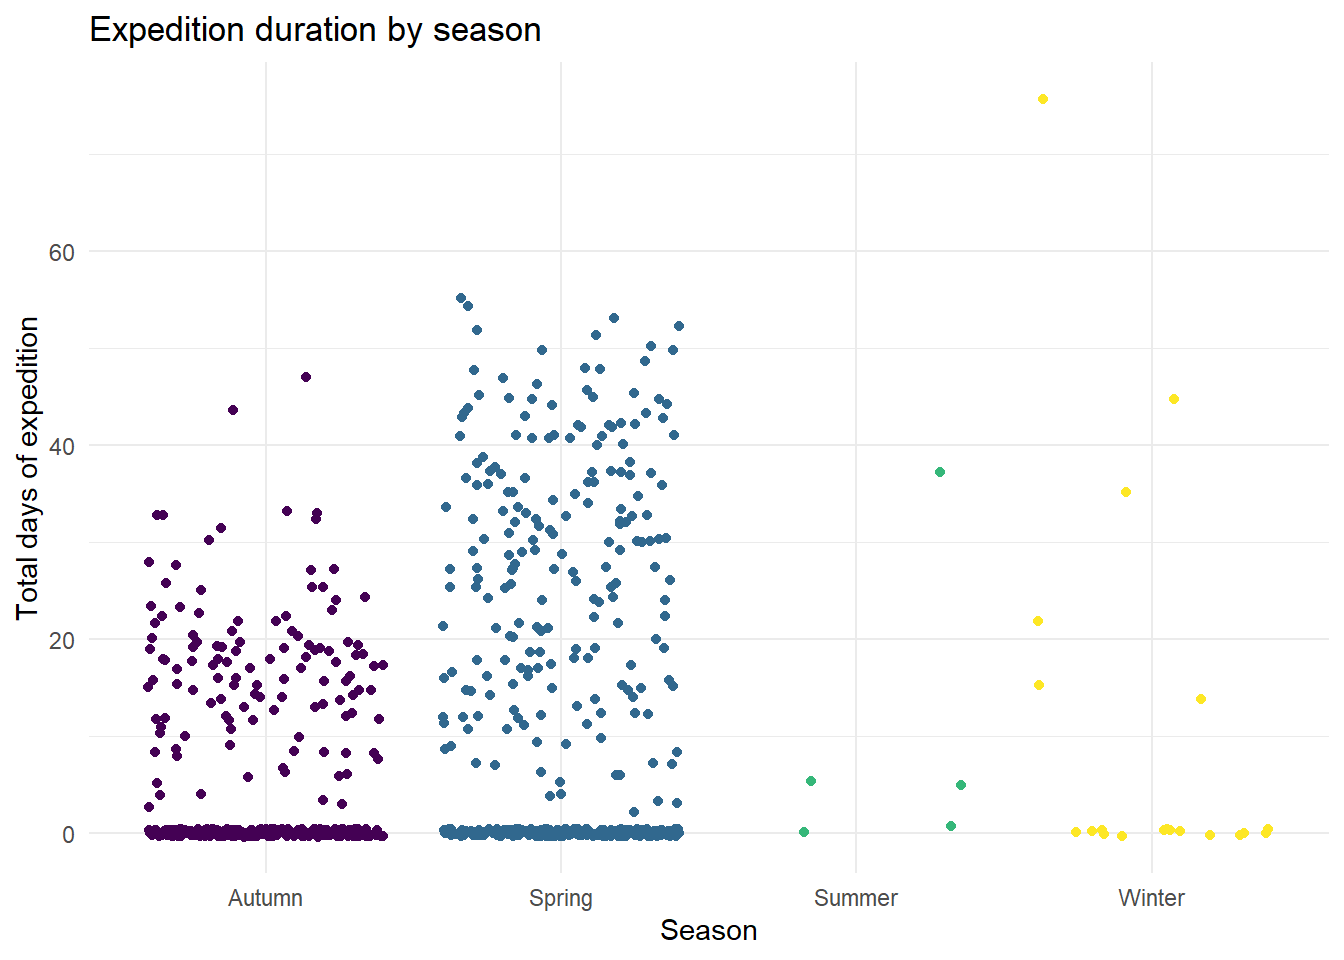 Expedition duration by season
Total days of expedition
60
40
20
0
Autumn Spring Summer Winter
Season